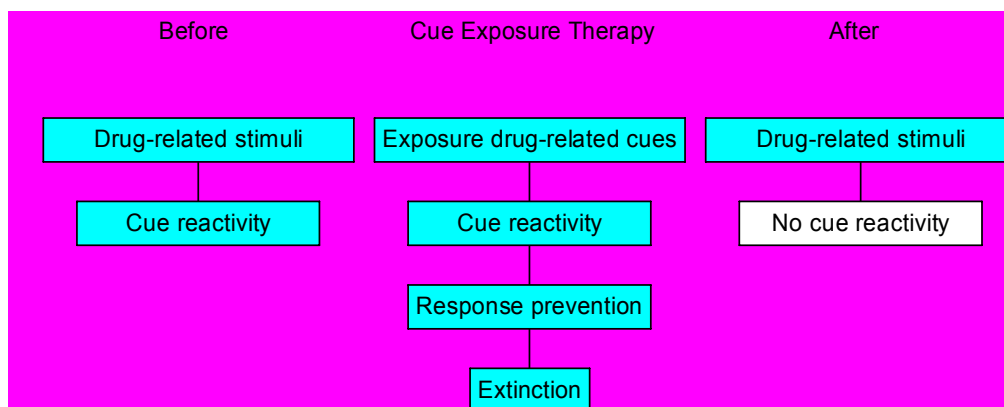 Before
Cue Exposure Therapy
After
Drug-related stimuli
Exposure drug-related cues
Drug-related stimuli
Cue reactivity
Cue reactivity
No cue reactivity
Response prevention
Extinction